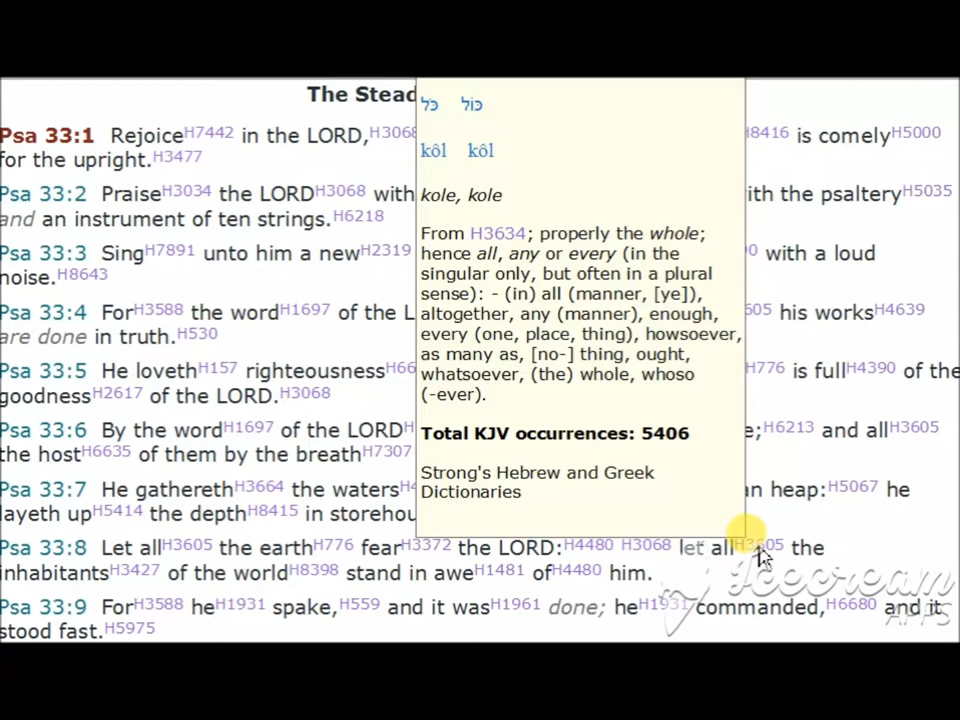 The Stead
Psa 33:1 Rejoice H7442 in the LORD, H3068 H8416 is comely H5000
for the upright. H3477
Psa 33:2 Praise H3034 the LORD H3068 with ith the psaltery H5035
and an instrument of ten strings. H6218
Psa 33:3 Sing H7891 unto him a new H2319 with a loud
noise. H8643
Psa 33:4 For H3588 the word H1697 of the L his works H4639
are done in truth. H530
Psa 33:5 He loveth H157 righteousness H66 H776 is full H4390 of the
goodness H2617 of the LORD. H3068
Psa 33:6 By the word H1697 of the LORD H e; H6213 and all H3605
the host H6635 of them by the breath H7307
Psa 33:7 He gathereth H3664 the waters H4 an heap: H5067 he
layeth up H5414 the depth H8415 in storehou
Psa 33:8 Let all H3605 the earth H776 fear H3372 the LORD: H4480 H3068 let all H3605 the
inhabitants H3427 of the world H8398 stand in awe H1481 of H4480 him.
Psa 33:9 For H3588 he H1931 spake, H559 and it was H1961 done; he H1931 commanded, H6680 and it
stood fast. H5975
כּל כּול
kôl kôl
kole, kole
From H3634; properly the whole;
hence all, any or every (in the
singular only, but often in a plural
sense): - (in) all (manner, [ye]),
altogether, any (manner), enough,
every (one, place, thing), howsoever,
as many as, [no-] thing, ought,
whatsoever, (the) whole, whoso
(-ever).
Total KJV occurrences: 5406
Strong's Hebrew and Greek
Dictionaries
Icecream
APPS